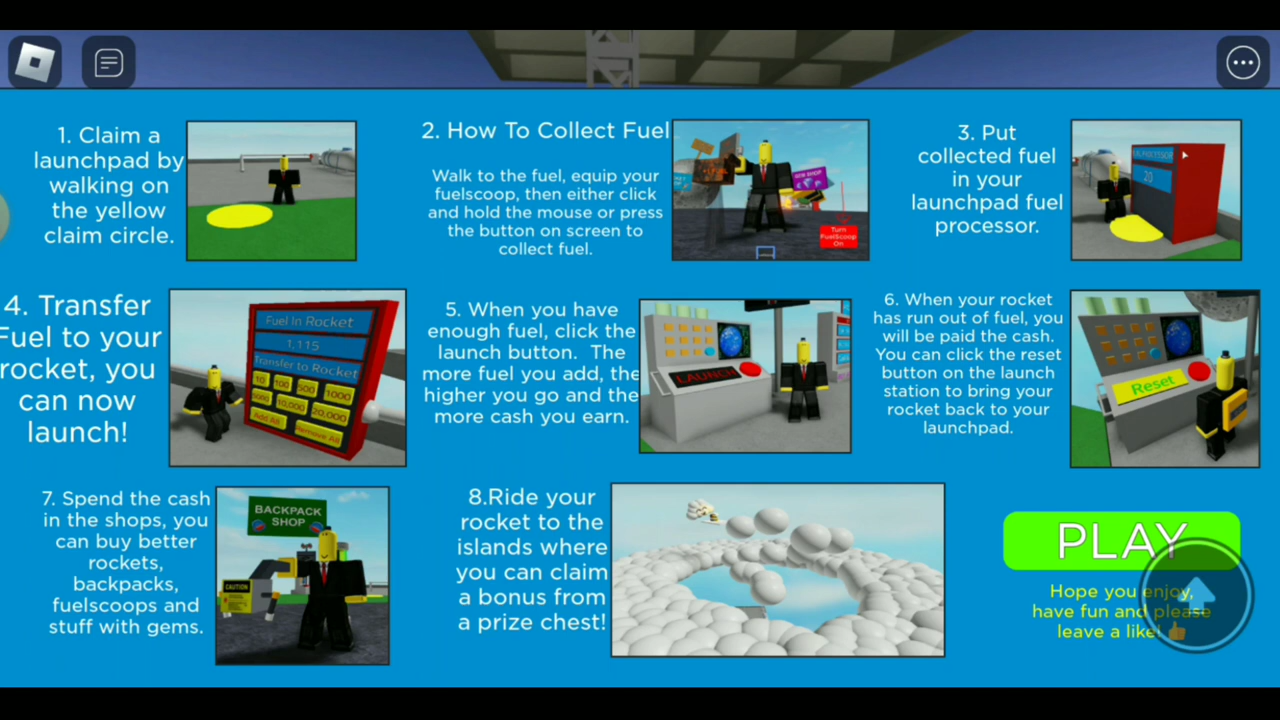 1. Claim a
launchpad by
walking on
the yellow
claim circle.
2. How To Collect Fuel
Walk to the fuel, equip your
fuelscoop, then either click
and hold the mouse or press
the button on screen to
collect fuel.
Turn
FuelScoop
On
3. Put
collected fuel
in your
launchpad fuel
processor.
20
4. Transfer
Fuel to your
rocket, you
can now
launch!
Fuel In Rocket
1,115
Transfer to Rocket
10 100 500 1000
5000 10,000 20,000
Add All Remove All
5. When you have
enough fuel, click the
launch button. The
more fuel you add, the
higher you go and the
more cash you earn.
LAUNCH
6. When your rocket
has run out of fuel, you
will be paid the cash.
You can click the reset
button on the launch
station to bring your
rocket back to your
launchpad.
Reset
7. Spend the cash
in the shops, you
can buy better
rockets,
backpacks,
fuelscoops and
stuff with gems.
BACKPACK
SHOP
CAUTION
8.Ride your
rocket to the
islands where
you can claim
a bonus from
a prize chest!
PLAY
Hope you enjoy,
have fun and please
leave a like!